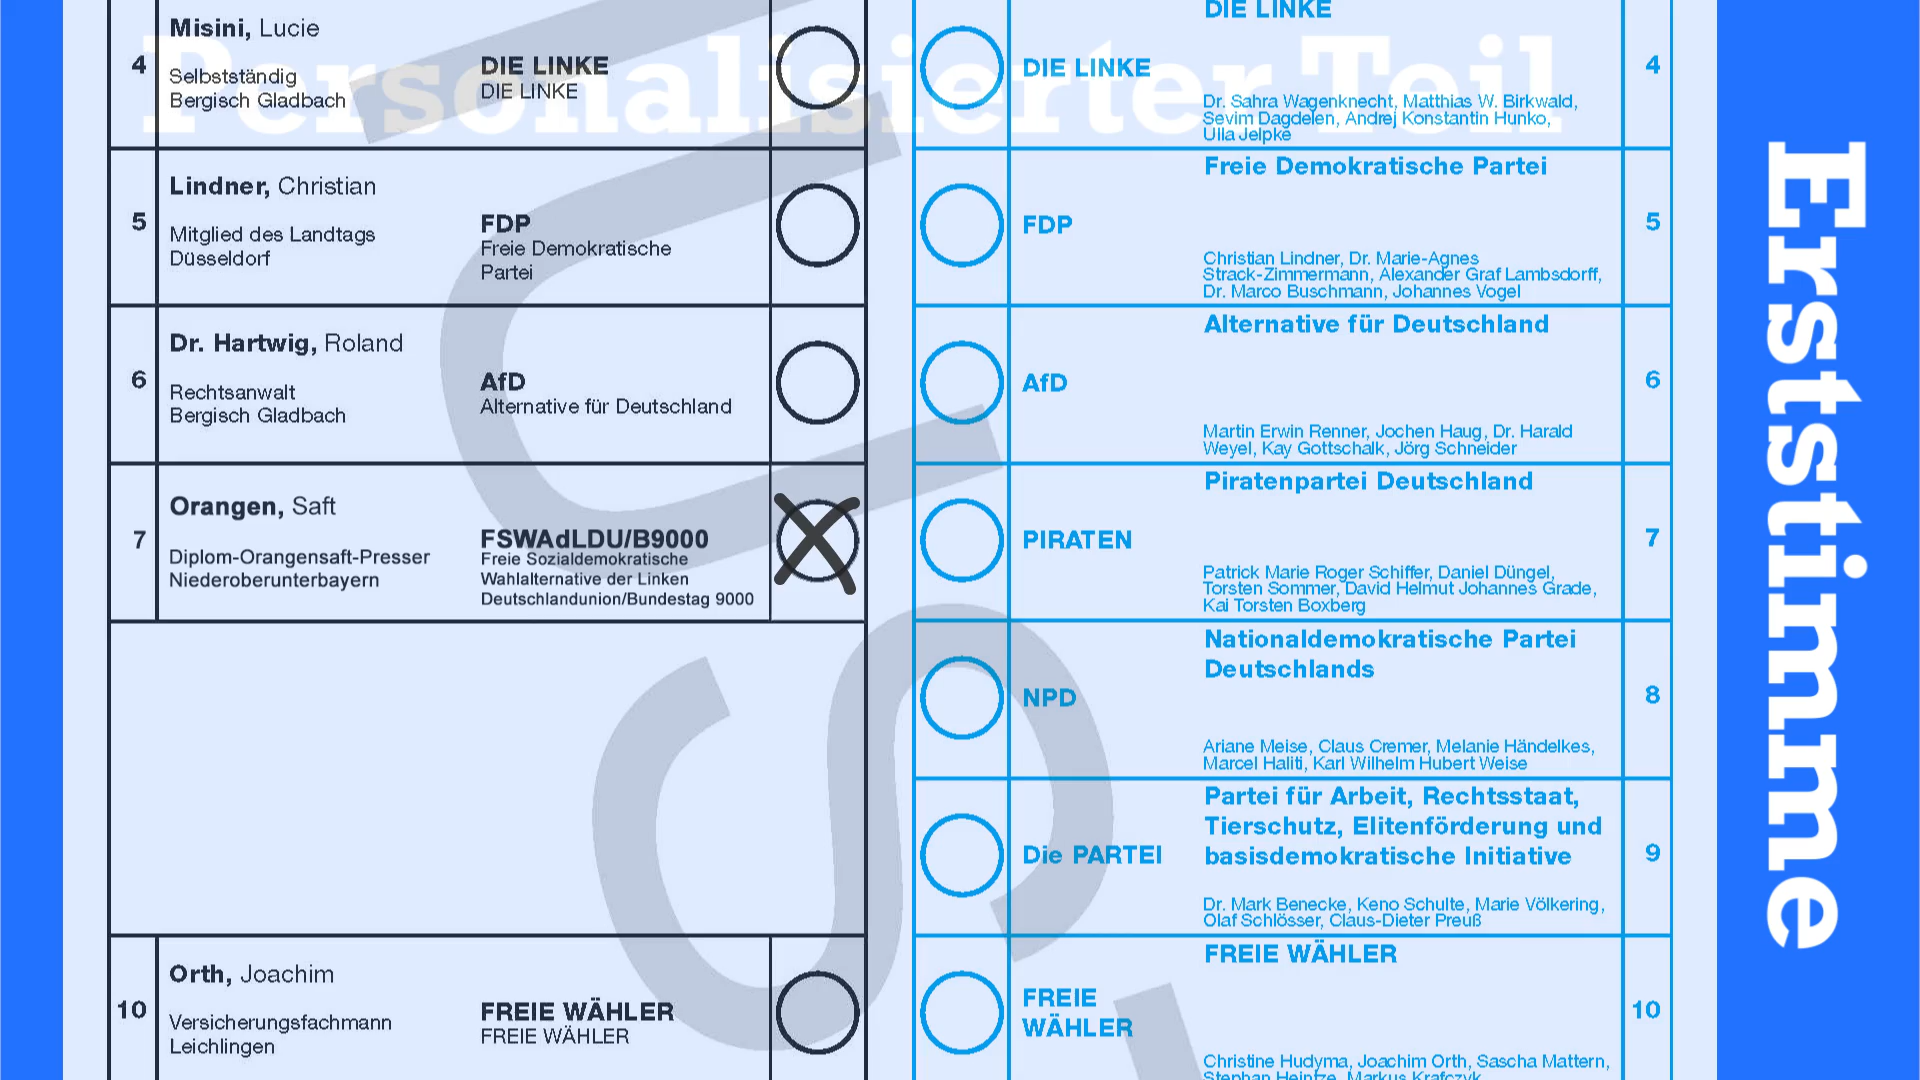 Personalisierter Teil
4
Misini, Lucie
Selbstständig
Bergisch Gladbach
DIE LINKE
DIE LINKE
5
Lindner, Christian
Mitglied des Landtags
Düsseldorf
FDP
Freie Demokratische
Partei
6
Dr. Hartwig, Roland
Rechtsanwalt
Bergisch Gladbach
AfD
Alternative für Deutschland
7
Orangen, Saft
Diplom-Orangensaft-Presser
Niederoberunterbayern
FSWAdLDU/B9000
Freie Sozialdemokratische
Wahlalternative der Linken
Deutschlandunion/Bundestag 9000
10
Orth, Joachim
Versicherungsfachmann
Leichlingen
FREIE WÄHLER
FREIE WÄHLER
DIE LINKE
DIE LINKE
Dr. Sahra Wagenknecht, Matthias W. Birkwald,
Sevim Dagdelen, Andrej Konstantin Hunko,
Ulla Jelpke
4
FDP
Freie Demokratische Partei
Christian Lindner, Dr. Marie-Agnes
Strack-Zimmermann, Alexander Graf Lambsdorff,
Dr. Marco Buschmann, Johannes Vogel
5
AfD
Alternative für Deutschland
Martin Erwin Renner, Jochen Haug, Dr. Harald
Weyel, Kay Gottschalk, Jörg Schneider
6
PIRATEN
Piratenpartei Deutschland
Patrick Marie Roger Schiffer, Daniel Düngel,
Torsten Sommer, David Helmut Johannes Grade,
Kai Torsten Boxberg
7
NPD
Nationaldemokratische Partei
Deutschlands
Ariane Meise, Claus Cremer, Melanie Händelkes,
Marcel Haliti, Karl Wilhelm Hubert Weise
8
Die PARTEI
Partei für Arbeit, Rechtsstaat,
Tierschutz, Elitenförderung und
basisdemokratische Initiative
Dr. Mark Benecke, Keno Schulte, Marie Völkering,
Olaf Schlösser, Claus-Dieter Preuß
9
FREIE
WÄHLER
FREIE WÄHLER
Christine Hudyma, Joachim Orth, Sascha Mattern,
Stephan Heintze, Markus Krafczyk
10
Erststimme